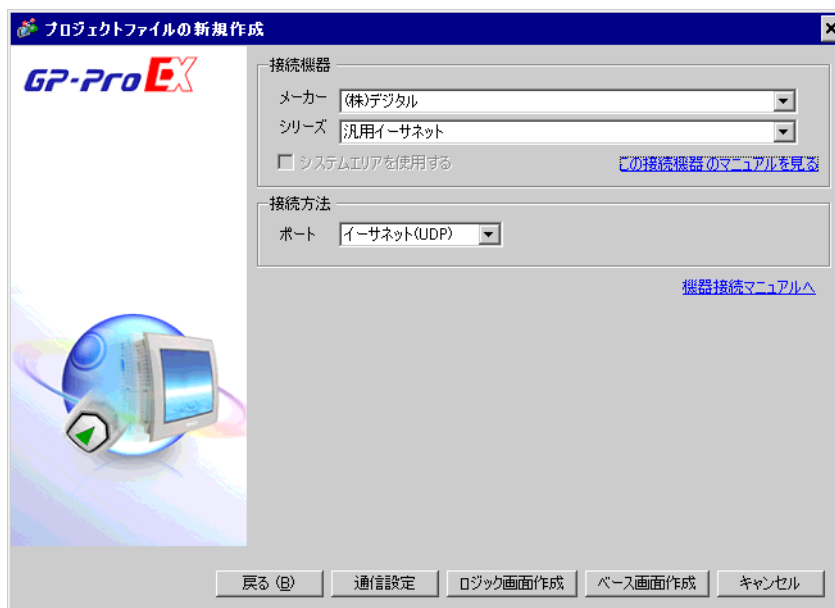 プロジェクトファイルの新規作成
GP-Pro EX
接続機器
メーカー (株)デジタル
シリーズ 汎用イーサネット
システムエリアを使用する この接続機器のマニュアルを見る
接続方法
ポート イーサネット(UDP)
機器接続マニュアルへ
戻る (B) 通信設定 ロジック画面作成 ベース画面作成 キャンセル